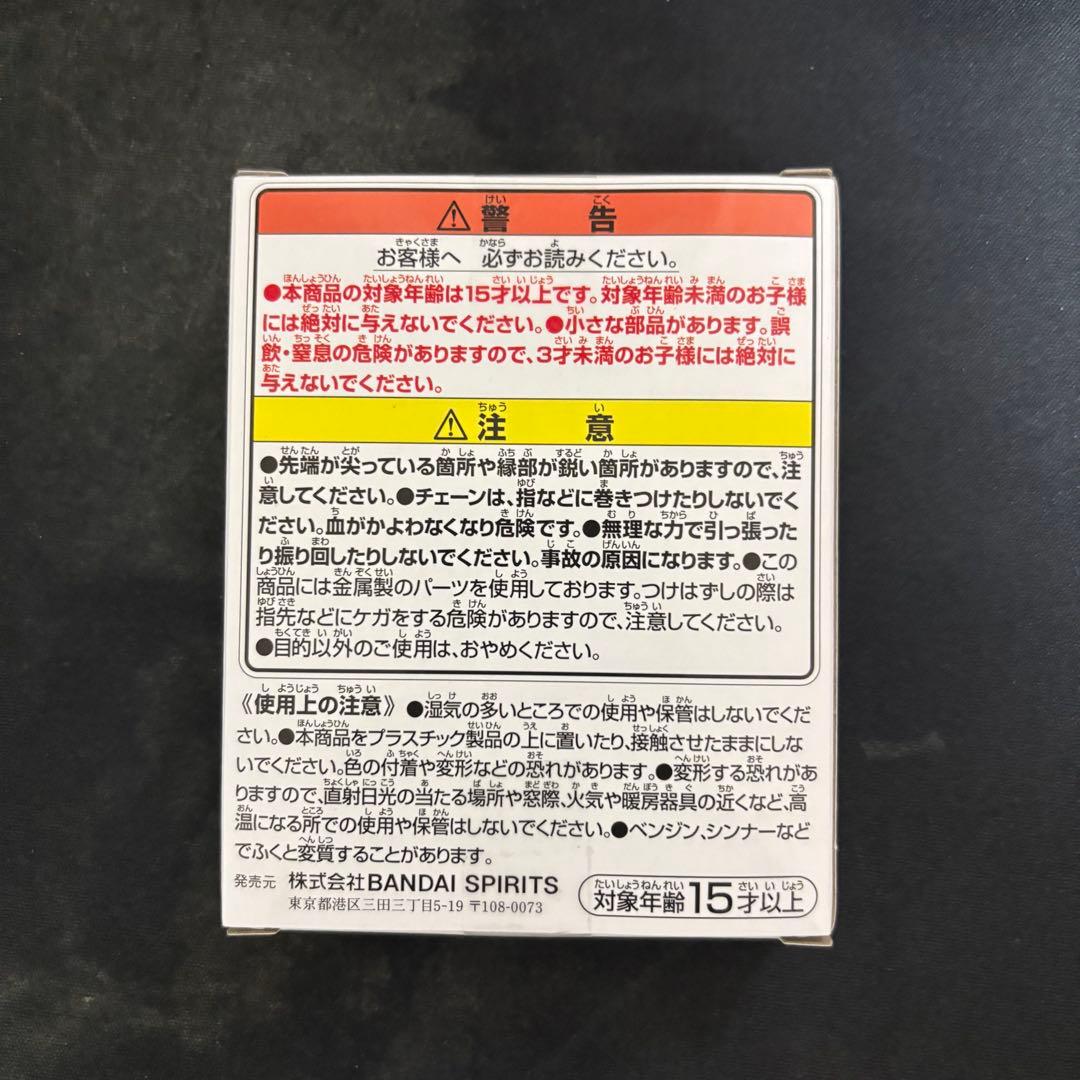 ⚠警告
お客様へ 必ずお読みください。
●本商品の対象年齢は15才以上です。対象年齢未満のお子様
には絶対に与えないでください。●小さな部品があります。誤
飲・窒息の危険がありますので、3才未満のお子様には絶対に
与えないでください。
⚠注意
●先端が尖っている箇所や縁部が鋭い箇所がありますので、注
意してください。●チェーンは、指などに巻きつけたりしないでく
ださい。血がかよわなくなり危険です。●無理な力で引っ張った
り振り回したりしないでください。事故の原因になります。●この
商品には金属製のパーツを使用しております。つけはずしの際は
指先などにケガをする危険がありますので、注意してください。
●目的以外のご使用は、おやめください。
《使用上の注意》●湿気の多いところでの使用や保管はしないでくだ
さい。●本商品をプラスチック製品の上に置いたり、接触させたままにしな
いでください。色の付着や変形などの恐れがあります。●変形する恐れがあ
りますので、直射日光の当たる場所や窓際、火気や暖房器具の近くなど、高
温になる所での使用や保管はしないでください。●ベンジン、シンナーなど
でふくと変質することがあります。
発売元 株式会社BANDAI SPIRITS
東京都港区三田三丁目5-19 〒108-0073
対象年齢15才以上